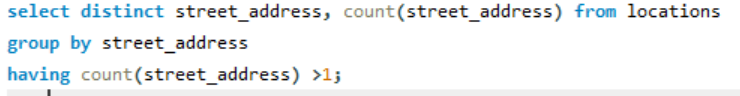 select distinct street_address, count(street_address) from locations
group by street_address
having count(street_address) >1;